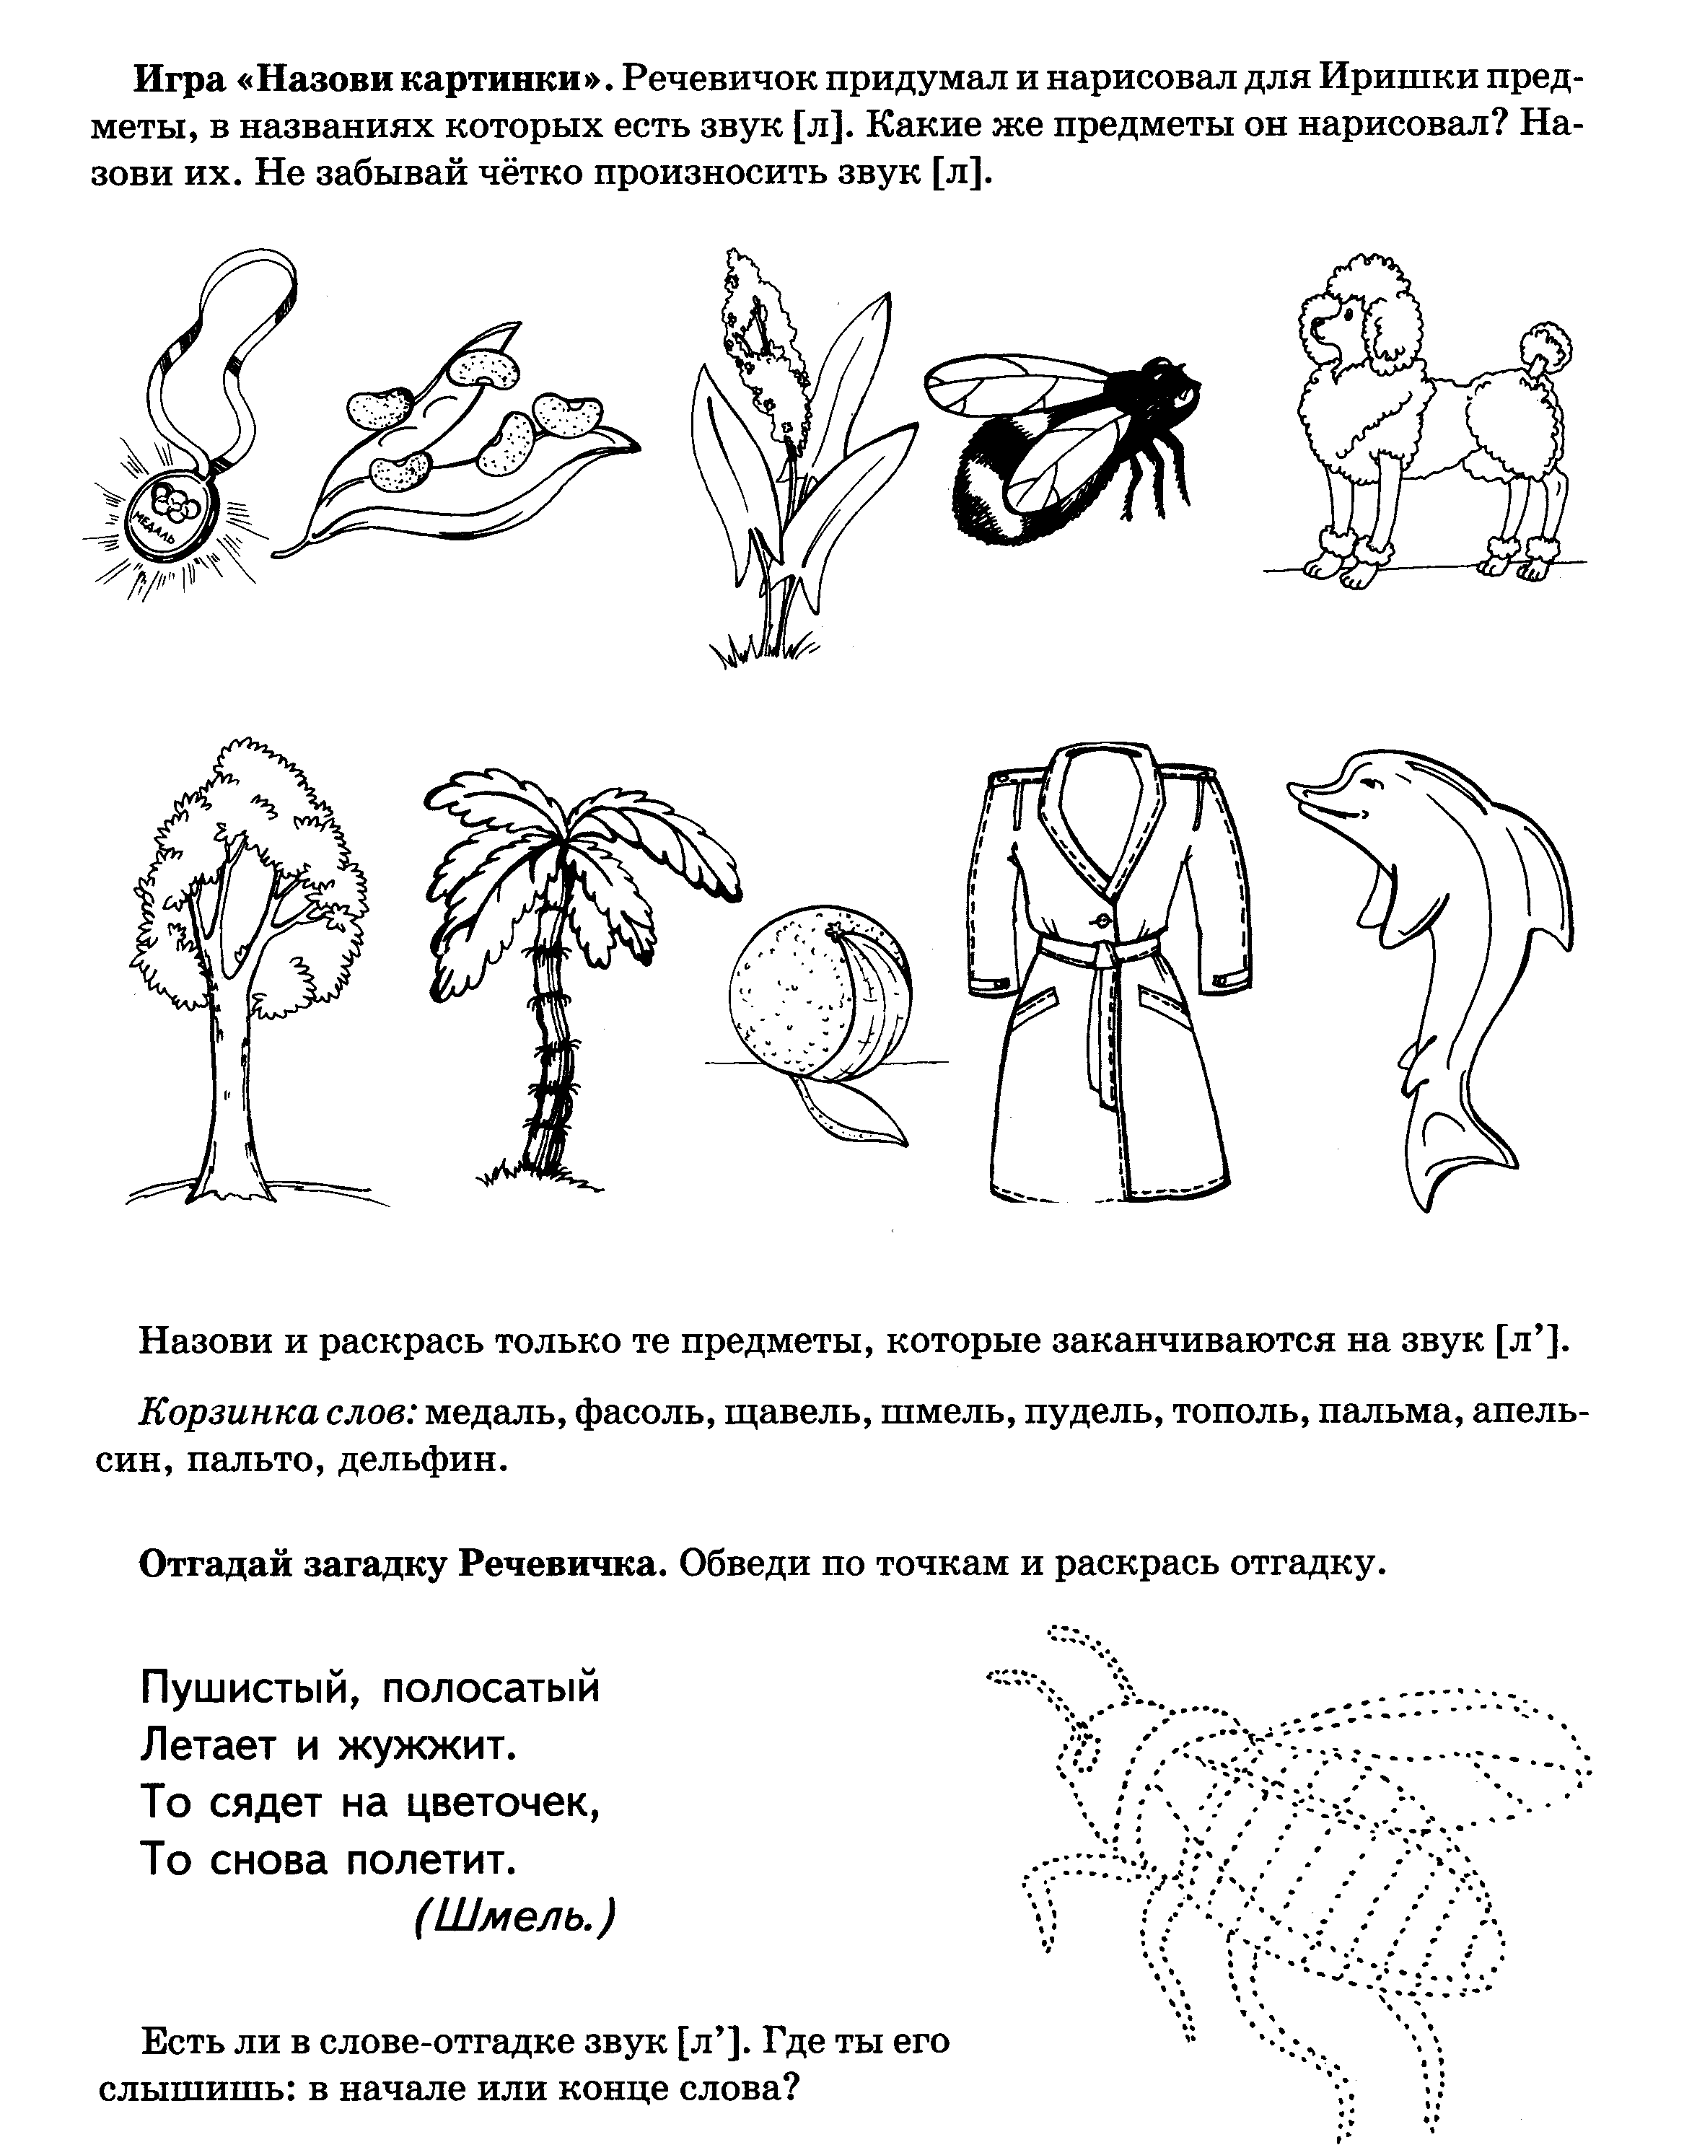 Игра «Назови картинки». Речевичок придумал и нарисовал для Иришки пред-
меты, в названиях которых есть звук [л]. Какие же предметы он нарисовал? На-
зови их. Не забывай чётко произносить звук [л].
МЕДАЛЬ
Назови и раскрась только те предметы, которые заканчиваются на звук [л’].
Корзинка слов: медаль, фасоль, щавель, шмель, пудель, тополь, пальма, апель-
син, пальто, дельфин.
Отгадай загадку Речевичка. Обведи по точкам и раскрась отгадку.
Пушистый, полосатый
Летает и жужжит.
То сядет на цветочек,
То снова полетит.
(Шмель.)
Есть ли в слове-отгадке звук [л’]. Где ты его
слышишь: в начале или конце слова?